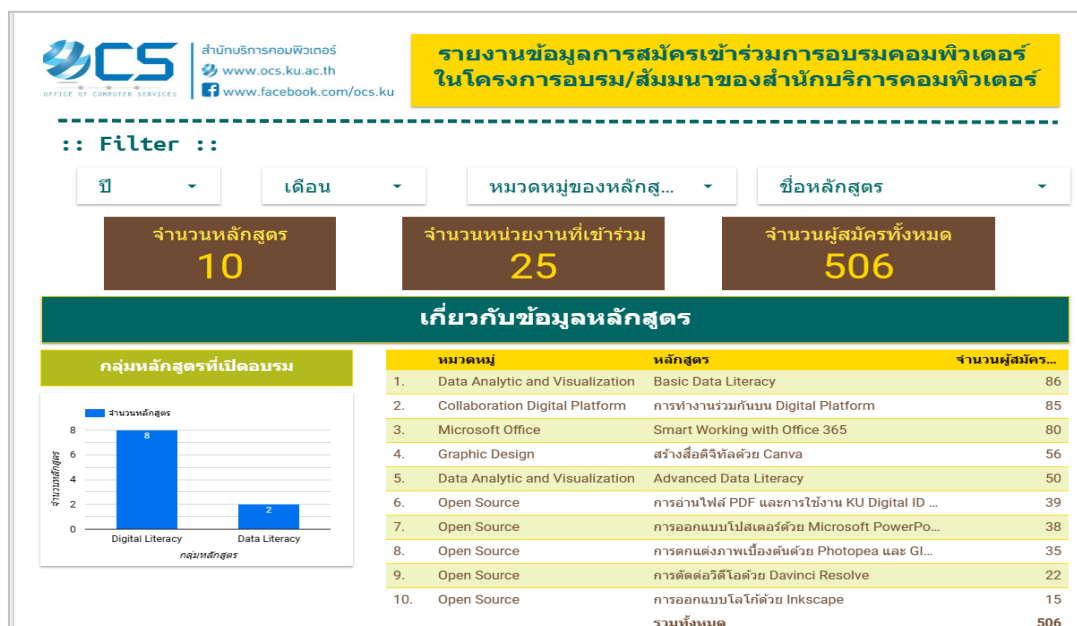 OCS
OFFICE OF COMPUTER SERVICES
สำนักบริการคอมพิวเตอร์
www.ocs.ku.ac.th
www.facebook.com/ocs.ku
รายงานข้อมูลการสมัครเข้าร่วมการอบรมคอมพิวเตอร์
ในโครงการอบรม/สัมมนาของสำนักบริการคอมพิวเตอร์
:: Filter ::
ปี
เดือน
หมวดหมู่ของหลักสู...
ชื่อหลักสูตร
จำนวนหลักสูตร
10
จำนวนหน่วยงานที่เข้าร่วม
25
จำนวนผู้สมัครทั้งหมด
506
เกี่ยวกับข้อมูลหลักสูตร
กลุ่มหลักสูตรที่เปิดอบรม
จำนวนหลักสูตร
8
6
4
2
0
จำนวนหลักสูตร
8
2
Digital Literacy
Data Literacy
กลุ่มหลักสูตร
หมวดหมู่ หลักสูตร จำนวนผู้สมัคร...
1. Data Analytic and Visualization Basic Data Literacy 86
2. Collaboration Digital Platform การทำงานร่วมกันบน Digital Platform 85
3. Microsoft Office Smart Working with Office 365 80
4. Graphic Design สร้างสื่อดิจิทัลด้วย Canva 56
5. Data Analytic and Visualization Advanced Data Literacy 50
6. Open Source การอ่านไฟล์ PDF และการใช้งาน KU Digital ID ... 39
7. Open Source การออกแบบโปสเตอร์ด้วย Microsoft PowerPo... 38
8. Open Source การตกแต่งภาพเบื้องต้นด้วย Photopea และ GI... 35
9. Open Source การตัดต่อวิดีโอด้วย Davinci Resolve 22
10. Open Source การออกแบบโลโก้ด้วย Inkscape 15
รวมทั้งหมด 506